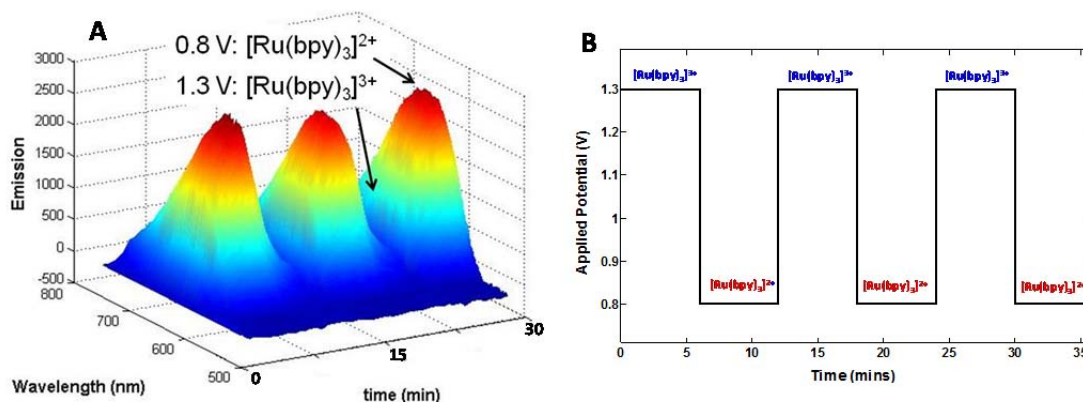 A
0.8 V: [Ru(bpy)3]2+
1.3 V: [Ru(bpy)3]3+
3000
2500
2000
1500
1000
500
0
-500
Emission
800
700
600
500
Wavelength (nm)
0
15
30
time (min)
B
[Ru(bpy)3]3+ [Ru(bpy)3]3+ [Ru(bpy)3]3+
1.3
1.2
1.1
1
0.9
0.8
Applied Potential (V)
[Ru(bpy)3]2+ [Ru(bpy)3]2+ [Ru(bpy)3]2+
0 5 10 15 20 25 30 35
Time (mins)